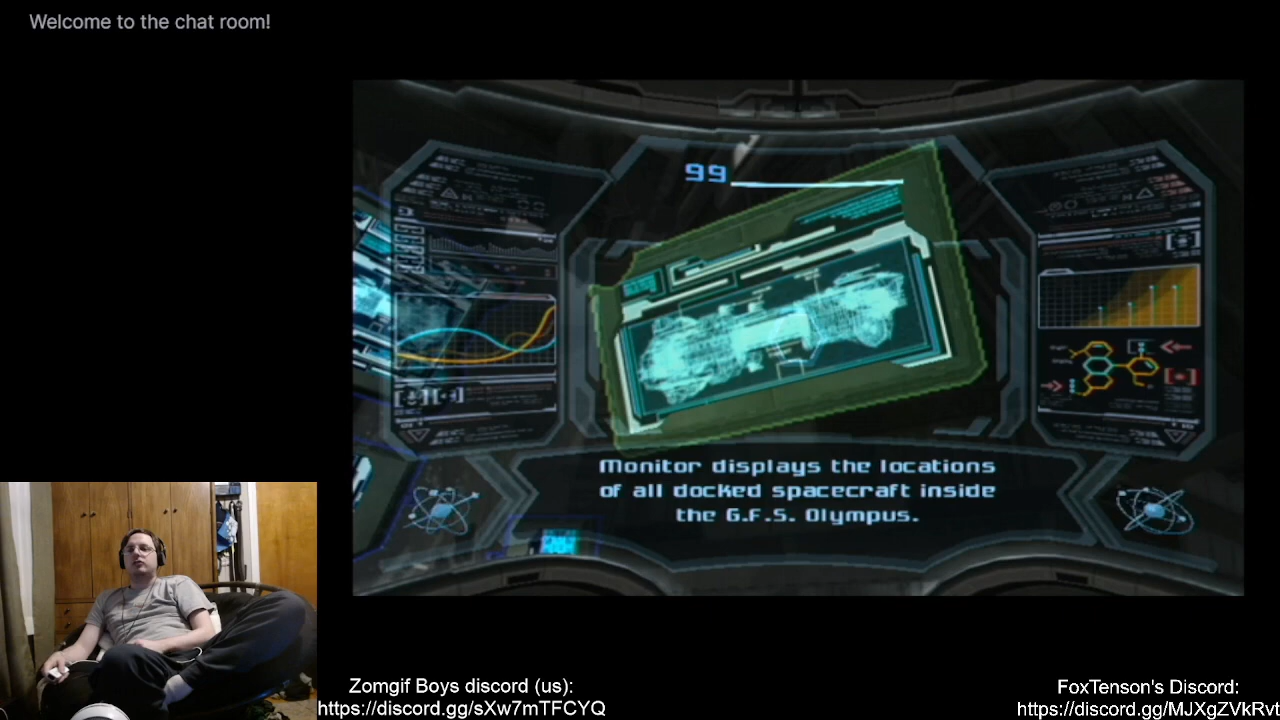 Welcome to the chat room!
99
Monitor displays the locations
of all docked spacecraft inside
the G.F.S. Olympus.
Zomgif Boys discord (us):
https://discord.gg/sXw7mTFCYQ
FoxTenson's Discord:
https://discord.gg/MJXgZVkRvt